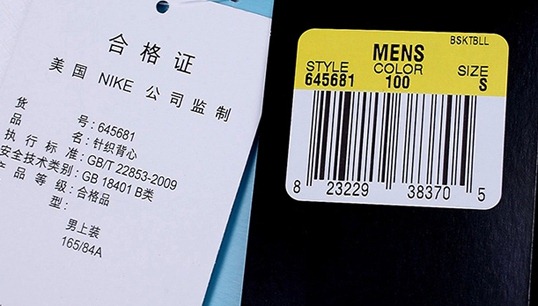 合格证
美国 NIKE 公司监制
货 号:645681
品 名:针织背心
执行标准:GB/T 22853-2009
安全技术类别:GB 18401 B类
产品等级:合格品
型:
男上装
165/84A
BSKTBLL
MENS
STYLE COLOR SIZE
645681 100 S
8 23229 38370 5